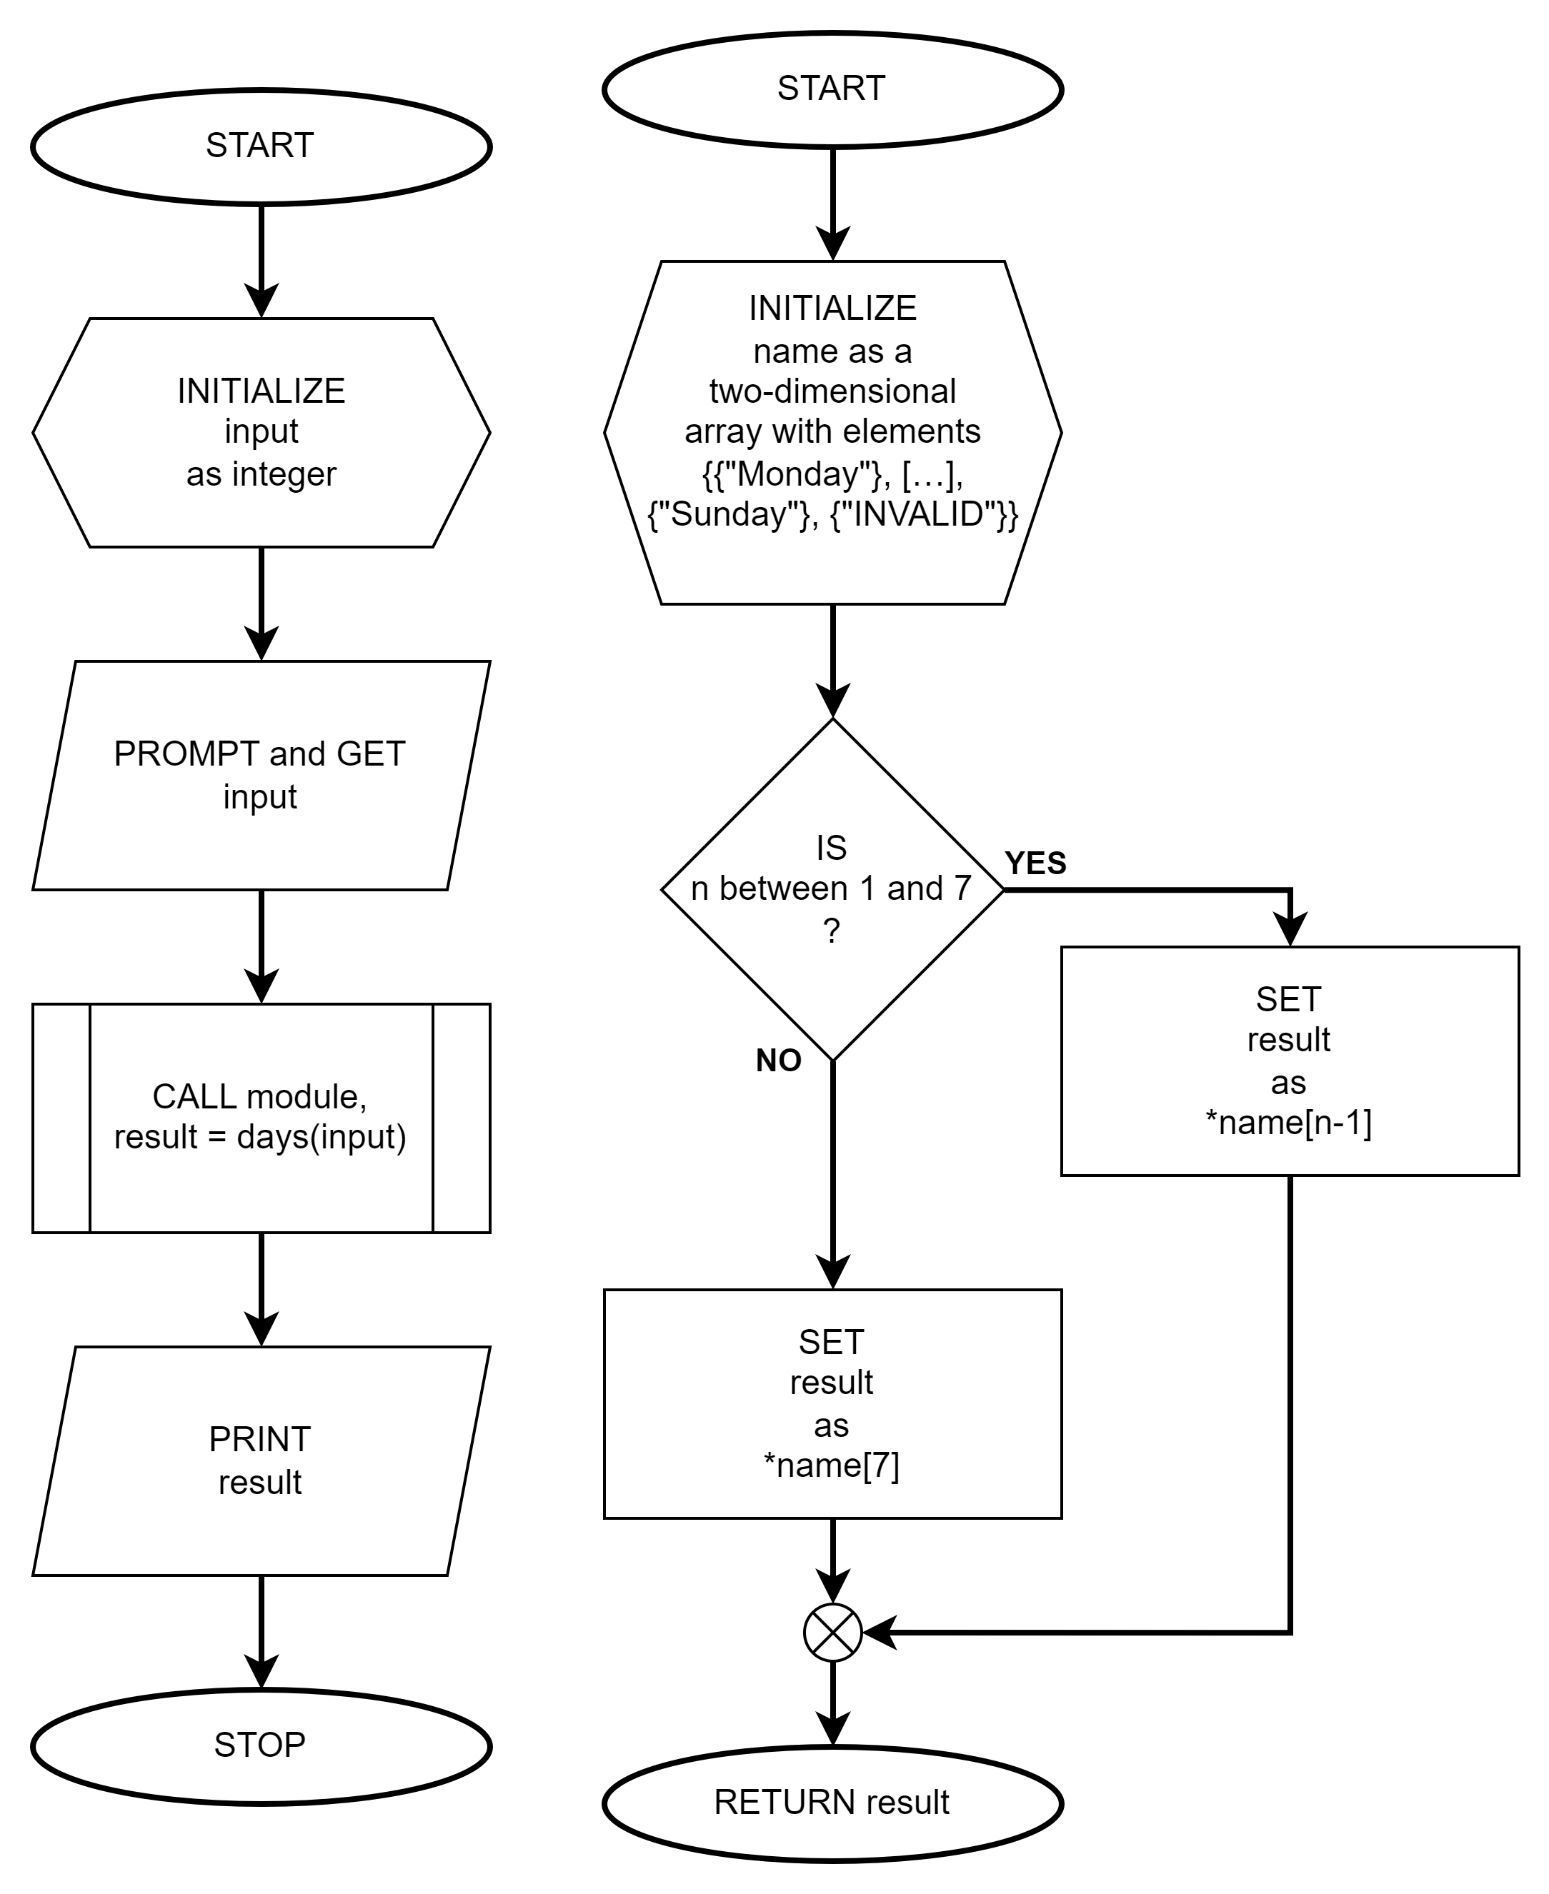 START
INITIALIZE
input
as integer
PROMPT and GET
input
CALL module,
result = days(input)
PRINT
result
STOP
START
INITIALIZE
name as a
two-dimensional
array with elements
{{"Monday"}, […],
{"Sunday"}, {"INVALID"}}
IS
n between 1 and 7
?
YES
NO
SET
result
as
*name[n-1]
SET
result
as
*name[7]
RETURN result